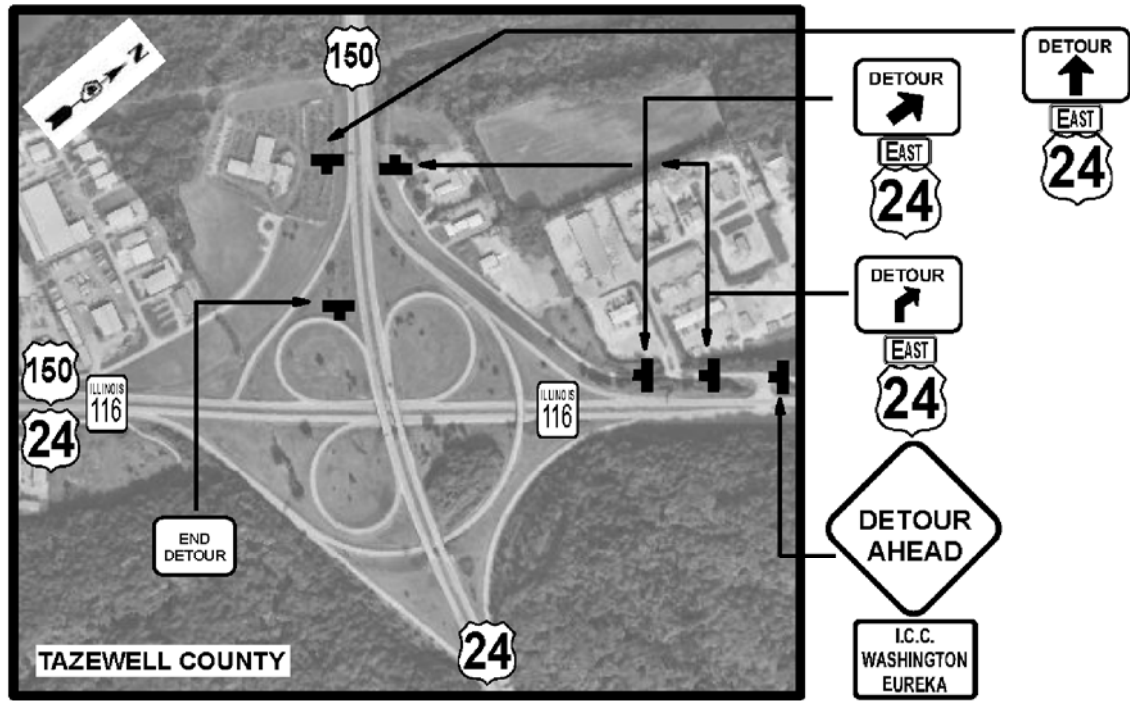 N
150
DETOUR
EAST
24
DETOUR
EAST
24
DETOUR
EAST
24
150
24
ILLINOIS
116
ILLINOIS
116
END
DETOUR
DETOUR
AHEAD
I.C.C.
WASHINGTON
EUREKA
24
TAZEWELL COUNTY